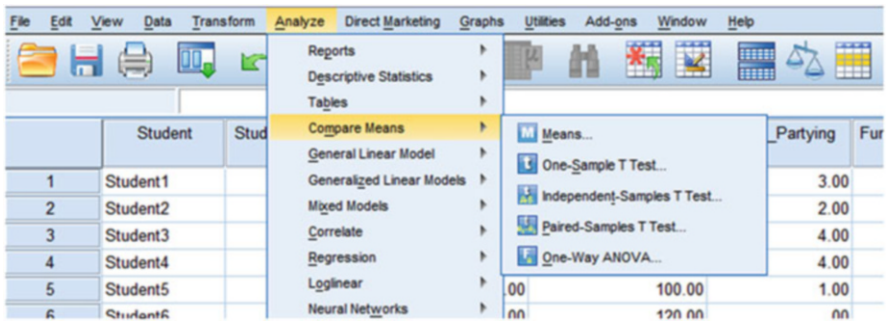 File Edit View Data Transform Analyze Direct Marketing Graphs Utilities Add-ons Window Help
Reports
Descriptive Statistics
Tables
Compare Means
General Linear Model
Generalized Linear Models
Mixed Models
Correlate
Regression
Loglinear
Neural Networks
Means...
One-Sample T Test...
Independent-Samples T Test...
Paired-Samples T Test...
One-Way ANOVA...
Student Stud _Partying Fur
1 Student1 3.00
2 Student2 2.00
3 Student3 4.00
4 Student4 4.00
5 Student5 .00 100.00 1.00
6 Student6 .00 120.00 .00